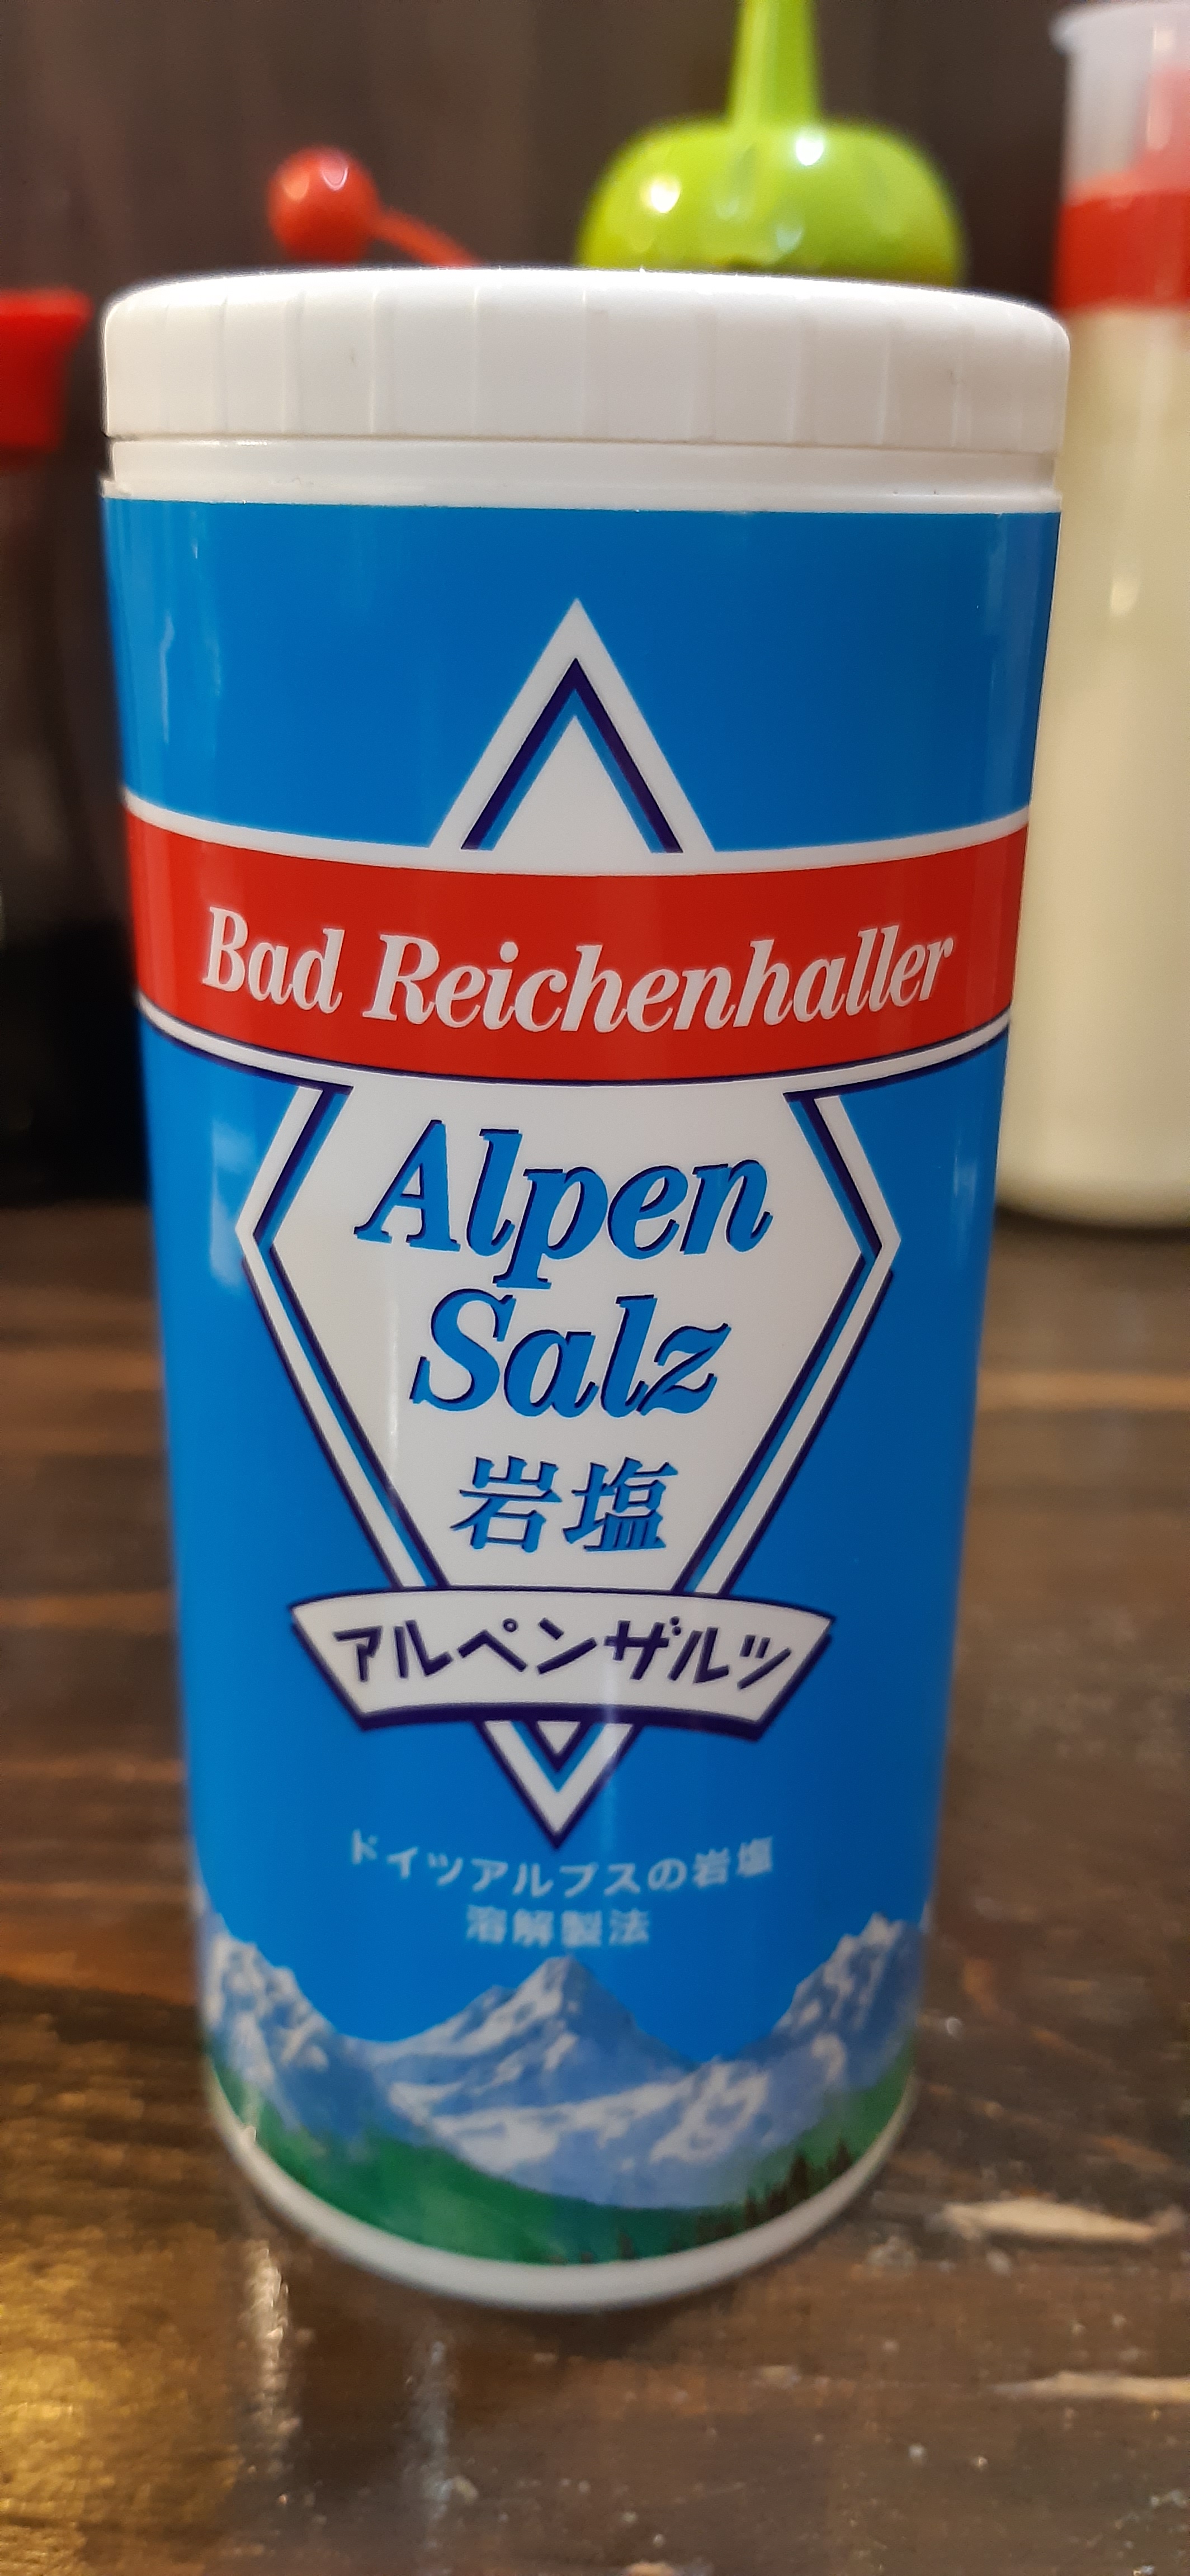 Bad Reichenhaller
Alpen
Salz
岩塩
アルペンザルツ
ドイツアルプスの岩塩
溶解製法